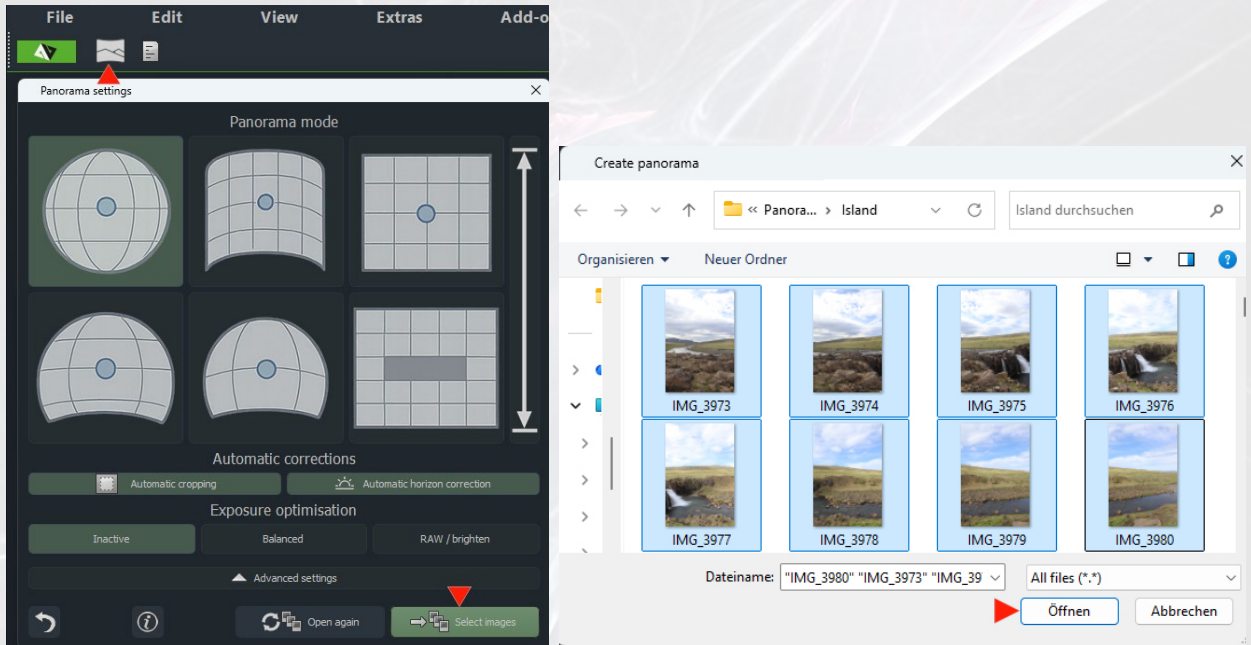 File Edit View Extras Add-o
Panorama settings
Panorama mode
Automatic corrections
Automatic cropping Automatic horizon correction
Exposure optimisation
Inactive Balanced RAW / brighten
Advanced settings
Open again Select images
Create panorama
« Panora... › Island Island durchsuchen
Organisieren Neuer Ordner
IMG_3973 IMG_3974 IMG_3975 IMG_3976
IMG_3977 IMG_3978 IMG_3979 IMG_3980
Dateiname: "IMG_3980" "IMG_3973" "IMG_39 All files (*.*)
Öffnen Abbrechen